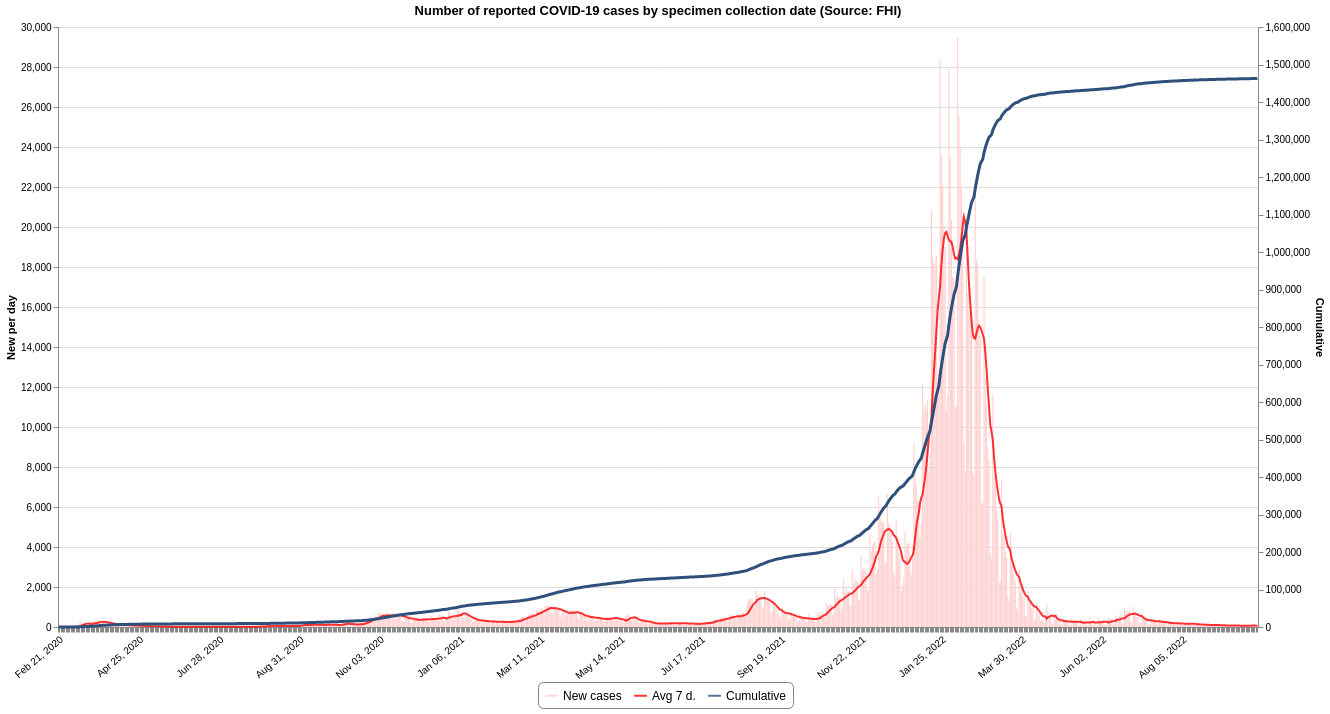 Number of reported COVID-19 cases by specimen collection date (Source: FHI)
30,000
28,000
26,000
24,000
22,000
20,000
18,000
16,000
14,000
12,000
10,000
8,000
6,000
4,000
2,000
0
New per day
1,600,000
1,500,000
1,400,000
1,300,000
1,200,000
1,100,000
1,000,000
900,000
800,000
700,000
600,000
500,000
400,000
300,000
200,000
100,000
0
Cumulative
Feb 21, 2020
Apr 25, 2020
Jun 28, 2020
Aug 31, 2020
Nov 03, 2020
Jan 06, 2021
Mar 11, 2021
May 14, 2021
Jul 17, 2021
Sep 19, 2021
Nov 22, 2021
Jan 25, 2022
Mar 30, 2022
Jun 02, 2022
Aug 05, 2022
New cases Avg 7 d. Cumulative